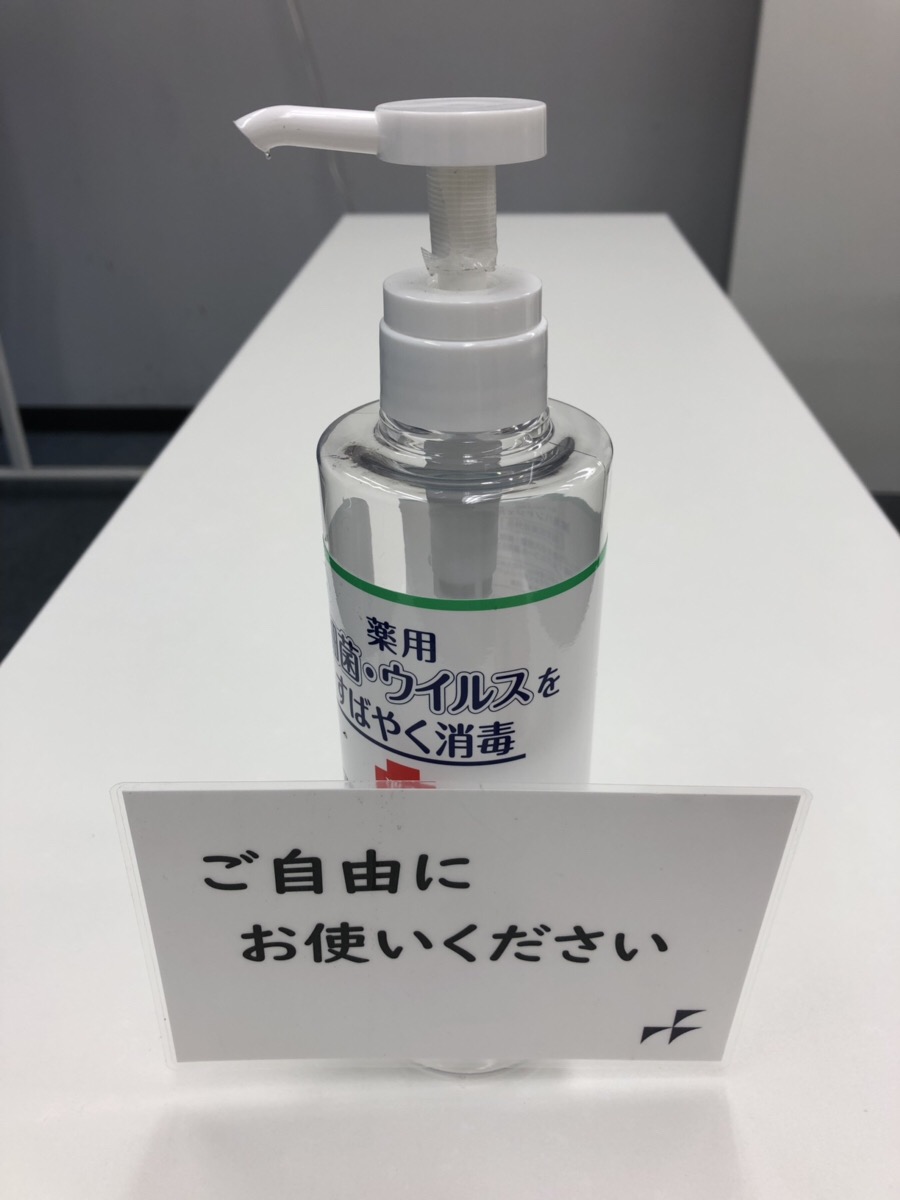 薬用
菌・ウイルスを
すばやく消毒
ご自由に
お使いください